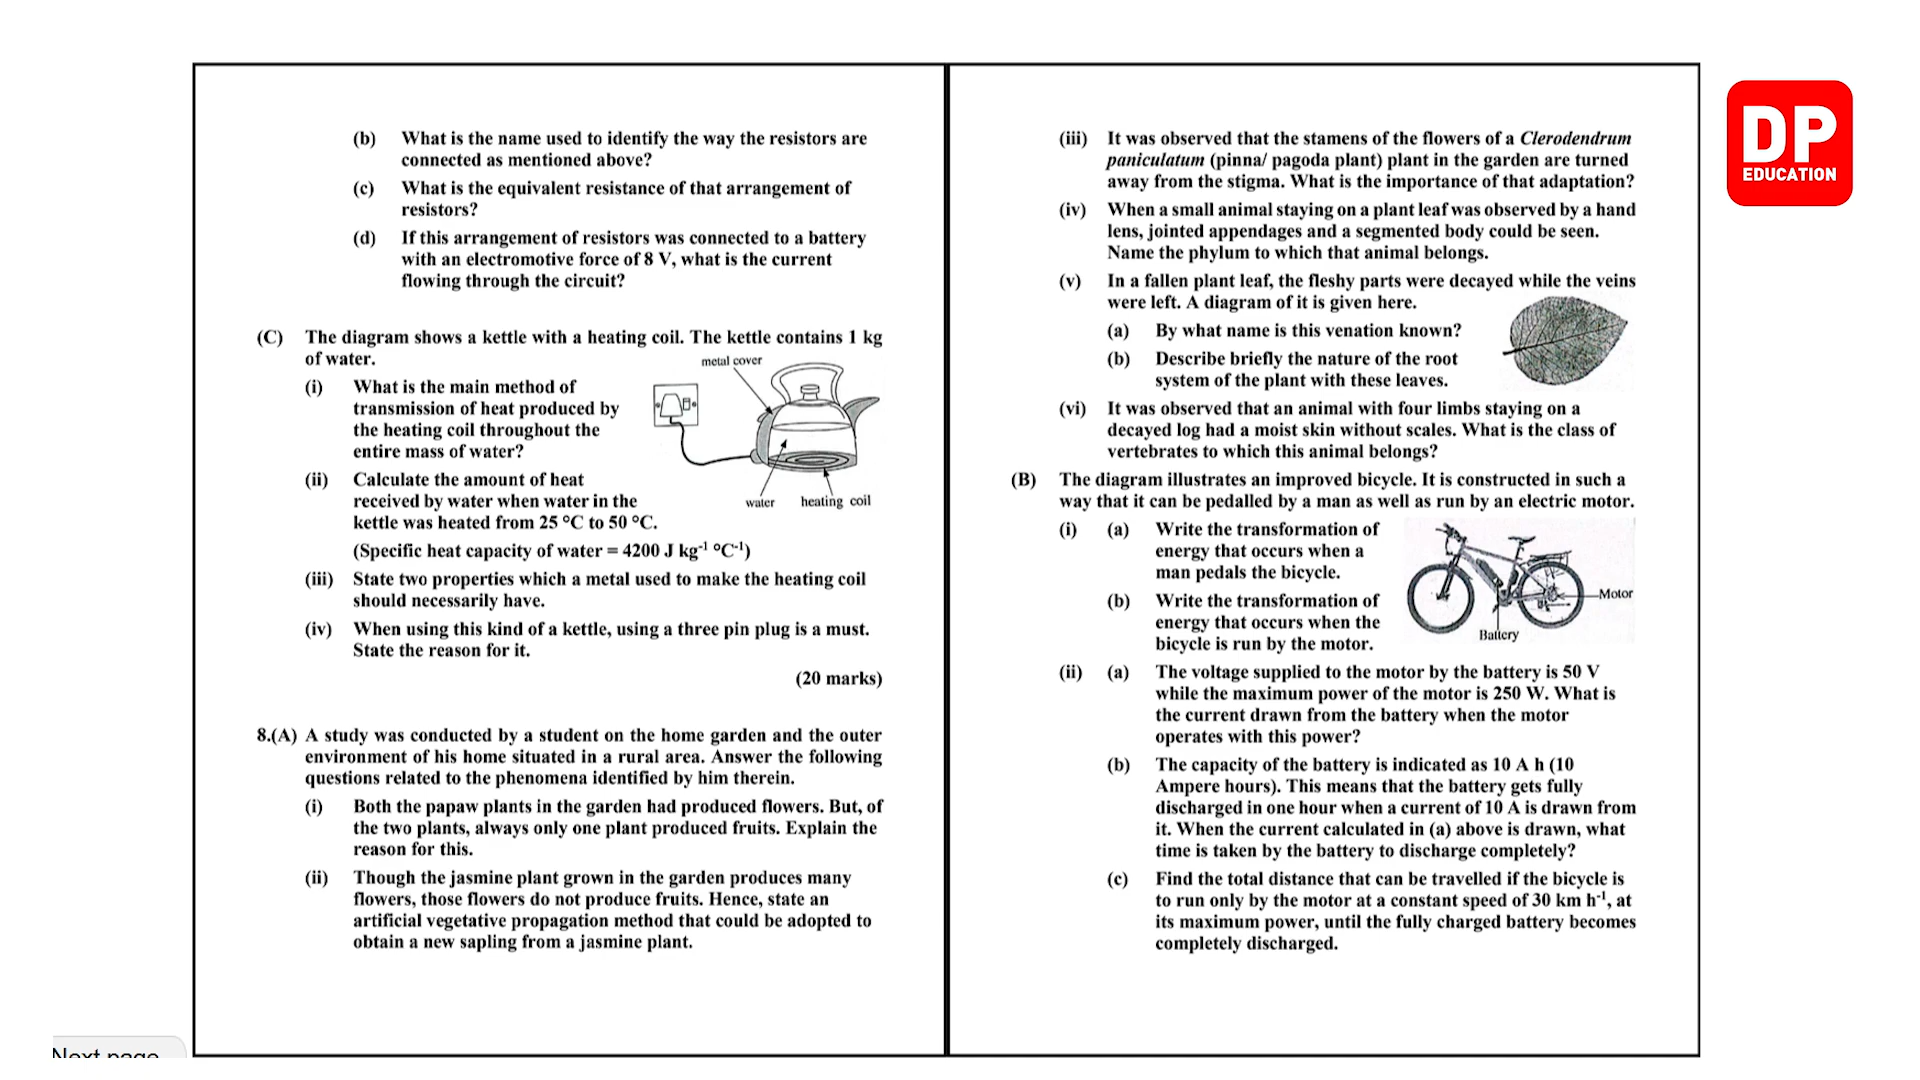 (b) What is the name used to identify the way the resistors are
connected as mentioned above?
(c) What is the equivalent resistance of that arrangement of
resistors?
(d) If this arrangement of resistors was connected to a battery
with an electromotive force of 8 V, what is the current
flowing through the circuit?
(C) The diagram shows a kettle with a heating coil. The kettle contains 1 kg
of water.
metal cover
(i) What is the main method of
transmission of heat produced by
the heating coil throughout the
entire mass of water?
(ii) Calculate the amount of heat
received by water when water in the
kettle was heated from 25 °C to 50 °C.
water heating coil
(Specific heat capacity of water = 4200 J kg⁻¹ °C⁻¹)
(iii) State two properties which a metal used to make the heating coil
should necessarily have.
(iv) When using this kind of a kettle, using a three pin plug is a must.
State the reason for it.
(20 marks)
8.(A) A study was conducted by a student on the home garden and the outer
environment of his home situated in a rural area. Answer the following
questions related to the phenomena identified by him therein.
(i) Both the papaw plants in the garden had produced flowers. But, of
the two plants, always only one plant produced fruits. Explain the
reason for this.
(ii) Though the jasmine plant grown in the garden produces many
flowers, those flowers do not produce fruits. Hence, state an
artificial vegetative propagation method that could be adopted to
obtain a new sapling from a jasmine plant.
(iii) It was observed that the stamens of the flowers of a Clerodendrum
paniculatum (pinna/ pagoda plant) plant in the garden are turned
away from the stigma. What is the importance of that adaptation?
(iv) When a small animal staying on a plant leaf was observed by a hand
lens, jointed appendages and a segmented body could be seen.
Name the phylum to which that animal belongs.
(v) In a fallen plant leaf, the fleshy parts were decayed while the veins
were left. A diagram of it is given here.
(a) By what name is this venation known?
(b) Describe briefly the nature of the root
system of the plant with these leaves.
(vi) It was observed that an animal with four limbs staying on a
decayed log had a moist skin without scales. What is the class of
vertebrates to which this animal belongs?
(B) The diagram illustrates an improved bicycle. It is constructed in such a
way that it can be pedalled by a man as well as run by an electric motor.
(i) (a) Write the transformation of
energy that occurs when a
man pedals the bicycle.
(b) Write the transformation of
energy that occurs when the
bicycle is run by the motor.
Motor
Battery
(ii) (a) The voltage supplied to the motor by the battery is 50 V
while the maximum power of the motor is 250 W. What is
the current drawn from the battery when the motor
operates with this power?
(b) The capacity of the battery is indicated as 10 A h (10
Ampere hours). This means that the battery gets fully
discharged in one hour when a current of 10 A is drawn from
it. When the current calculated in (a) above is drawn, what
time is taken by the battery to discharge completely?
(c) Find the total distance that can be travelled if the bicycle is
to run only by the motor at a constant speed of 30 km h⁻¹, at
its maximum power, until the fully charged battery becomes
completely discharged.
DP
EDUCATION
Next page